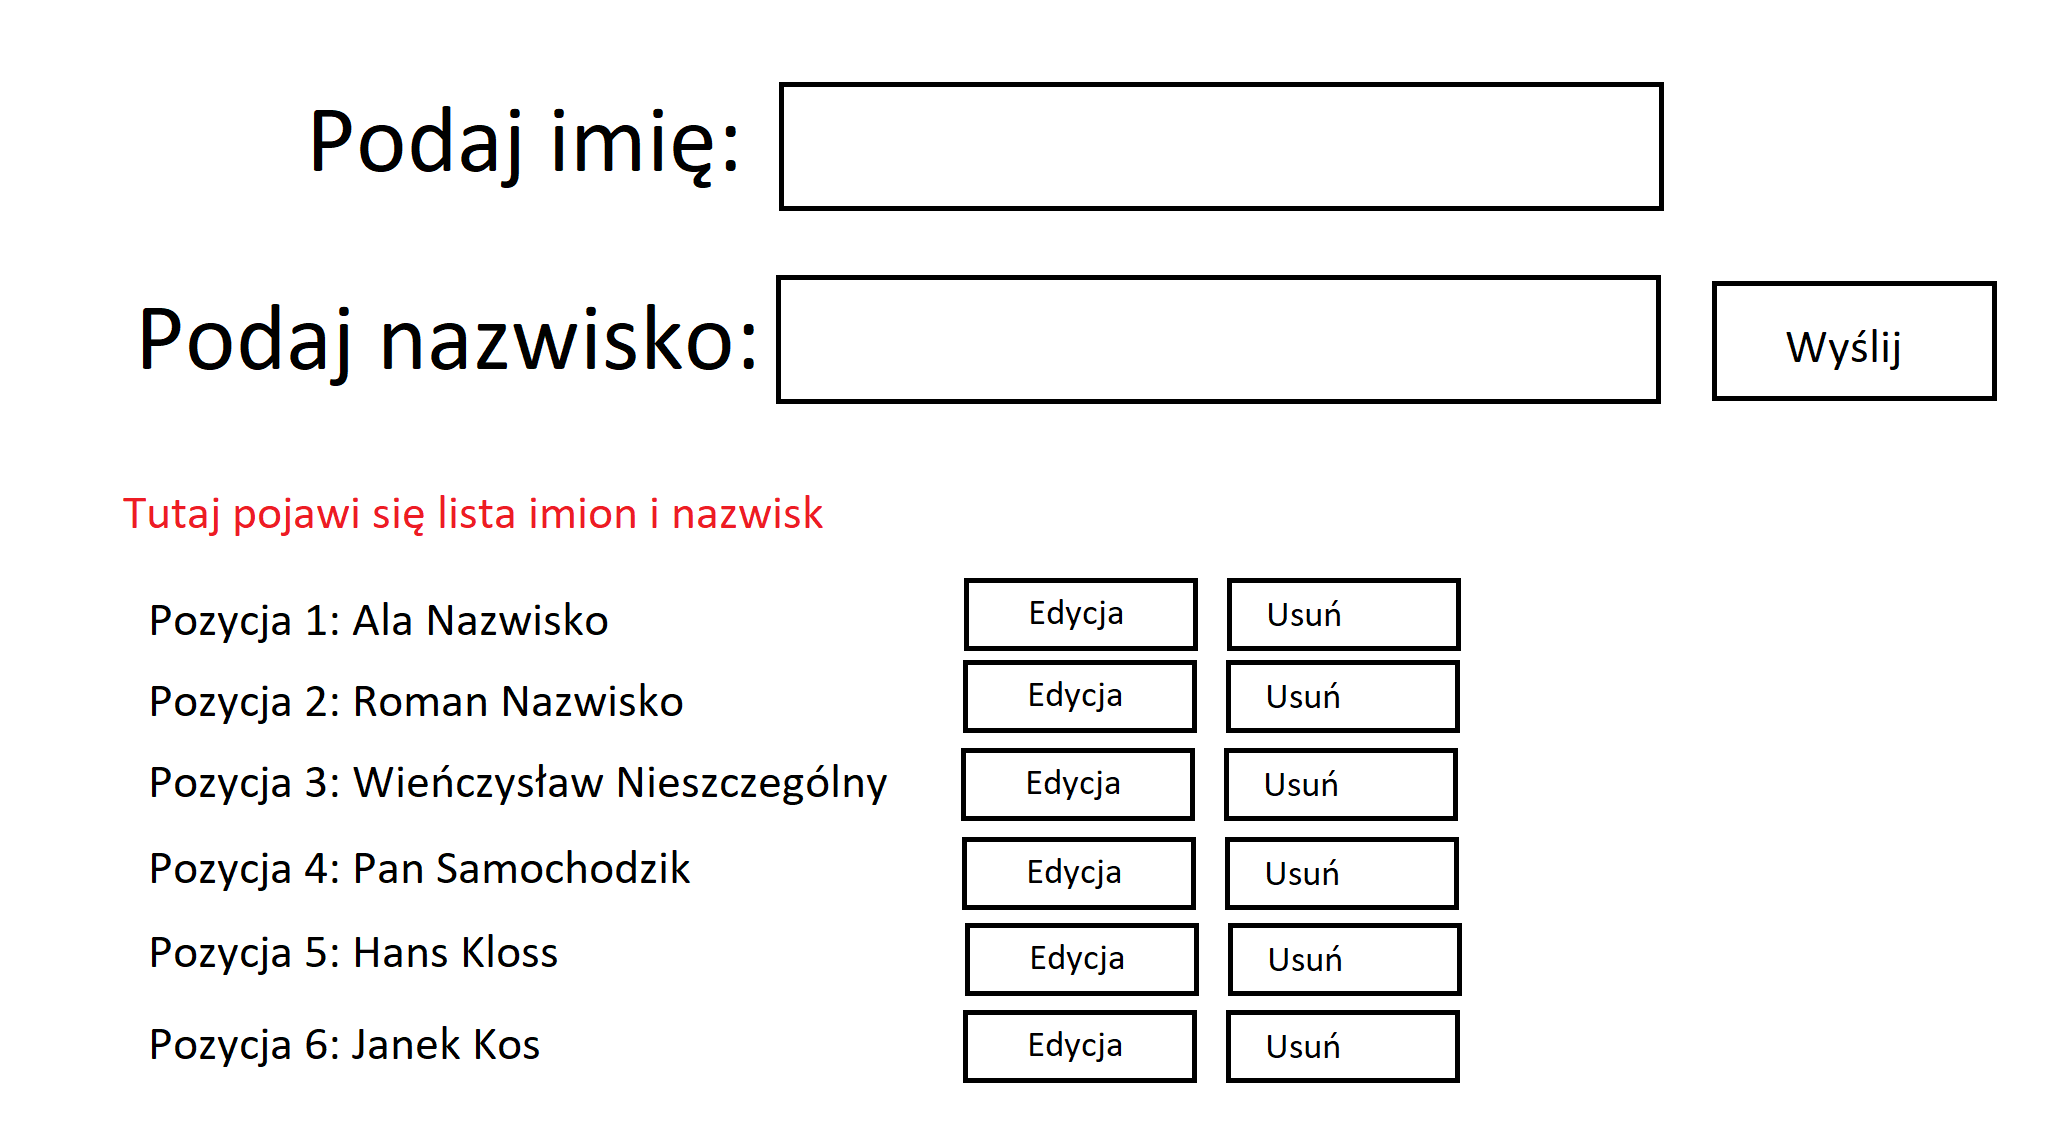 Podaj imię:
Podaj nazwisko:
Wyślij
Tutaj pojawi się lista imion i nazwisk
Pozycja 1: Ala Nazwisko
Edycja
Usuń
Pozycja 2: Roman Nazwisko
Edycja
Usuń
Pozycja 3: Wieńczysław Nieszczególny
Edycja
Usuń
Pozycja 4: Pan Samochodzik
Edycja
Usuń
Pozycja 5: Hans Kloss
Edycja
Usuń
Pozycja 6: Janek Kos
Edycja
Usuń